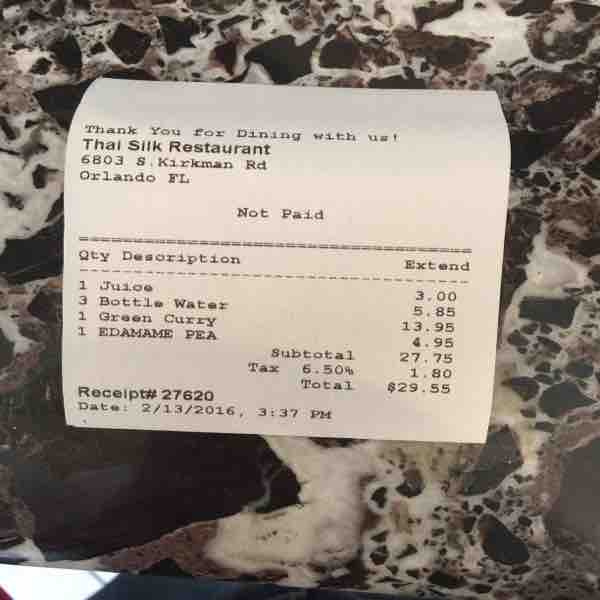 Thank You for Dining with us!
Thai Silk Restaurant
6803 S.Kirkman Rd
Orlando FL
Not Paid
Qty Description Extend
1 Juice 3.00
3 Bottle Water 5.85
1 Green Curry 13.95
1 EDAMAME PEA 4.95
Subtotal 27.75
Tax 6.50% 1.80
Total $29.55
Receipt# 27620
Date: 2/13/2016, 3:37 PM